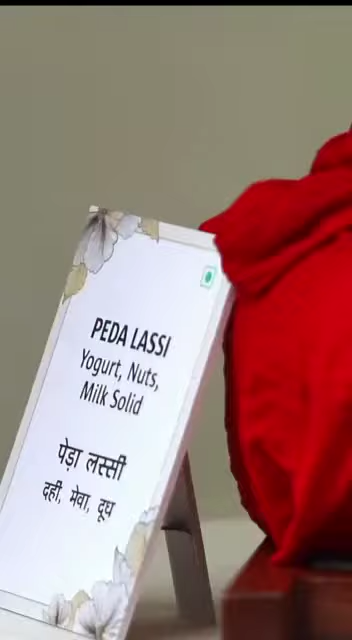 PEDA LASSI
Yogurt, Nuts,
Milk Solid
पेड़ा लस्सी
दही, मेवा, दूध